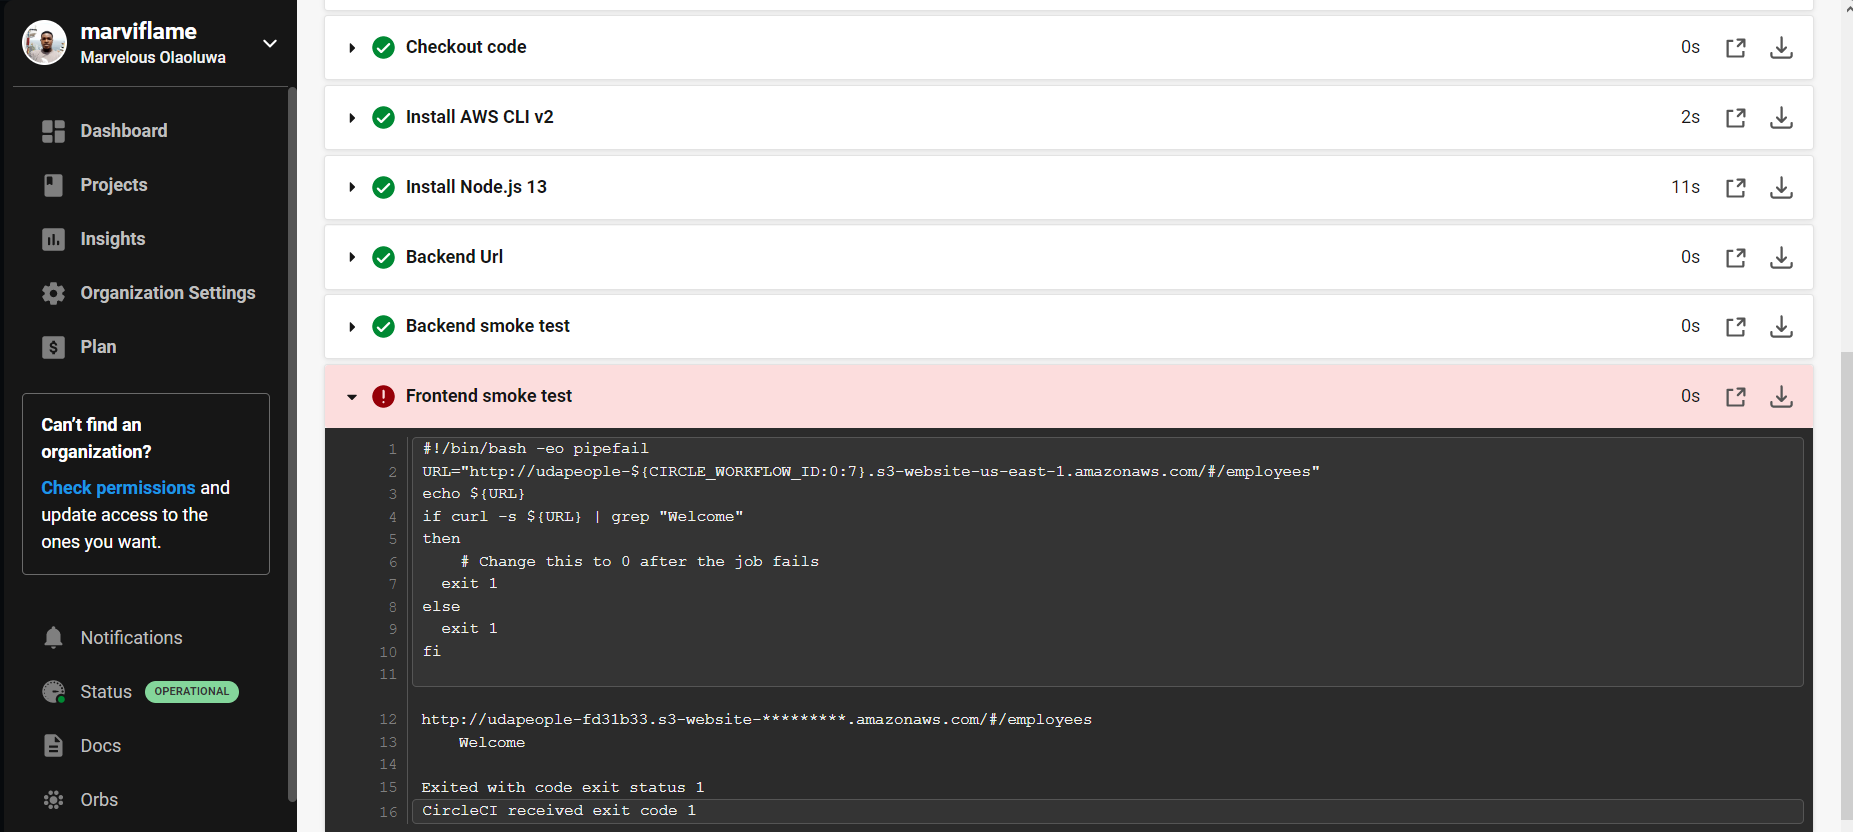 marviflame
Marvelous Olaoluwa
Dashboard
Projects
Insights
Organization Settings
Plan
Can't find an
organization?
Check permissions and
update access to the
ones you want.
Notifications
Status OPERATIONAL
Docs
Orbs
Checkout code 0s
Install AWS CLI v2 2s
Install Node.js 13 11s
Backend Url 0s
Backend smoke test 0s
Frontend smoke test 0s
1 #!/bin/bash -eo pipefail
2 URL="http://udapeople-${CIRCLE_WORKFLOW_ID:0:7}.s3-website-us-east-1.amazonaws.com/#/employees"
3 echo ${URL}
4 if curl -s ${URL} | grep "Welcome"
5 then
6     # Change this to 0 after the job fails
7   exit 1
8 else
9   exit 1
10 fi
11
12 http://udapeople-fd31b33.s3-website-*********.amazonaws.com/#/employees
13     Welcome
14
15 Exited with code exit status 1
16 CircleCI received exit code 1